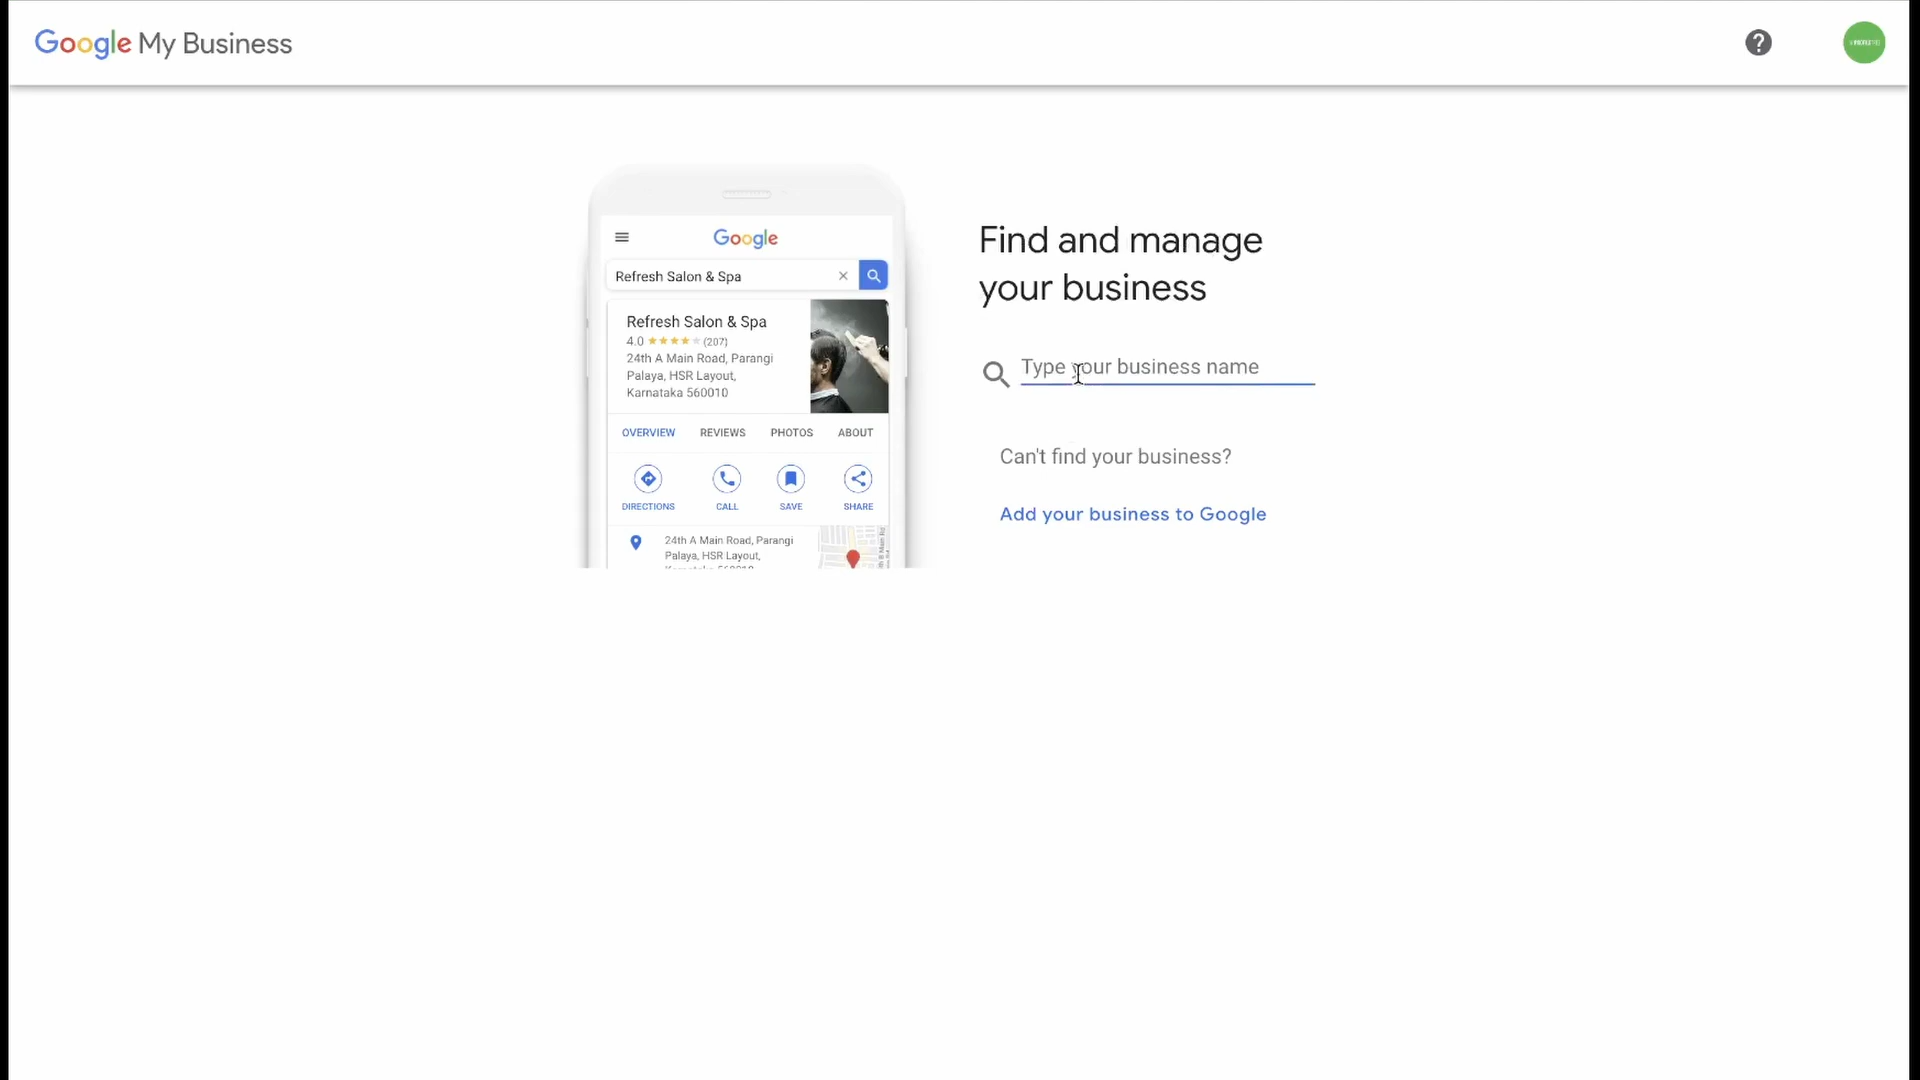 Google My Business
Google
Refresh Salon & Spa
Refresh Salon & Spa
4.0 (207)
24th A Main Road, Parangi
Palaya, HSR Layout,
Karnataka 560010
OVERVIEW REVIEWS PHOTOS ABOUT
DIRECTIONS CALL SAVE SHARE
24th A Main Road, Parangi
Palaya, HSR Layout,
Find and manage
your business
Type your business name
Can't find your business?
Add your business to Google